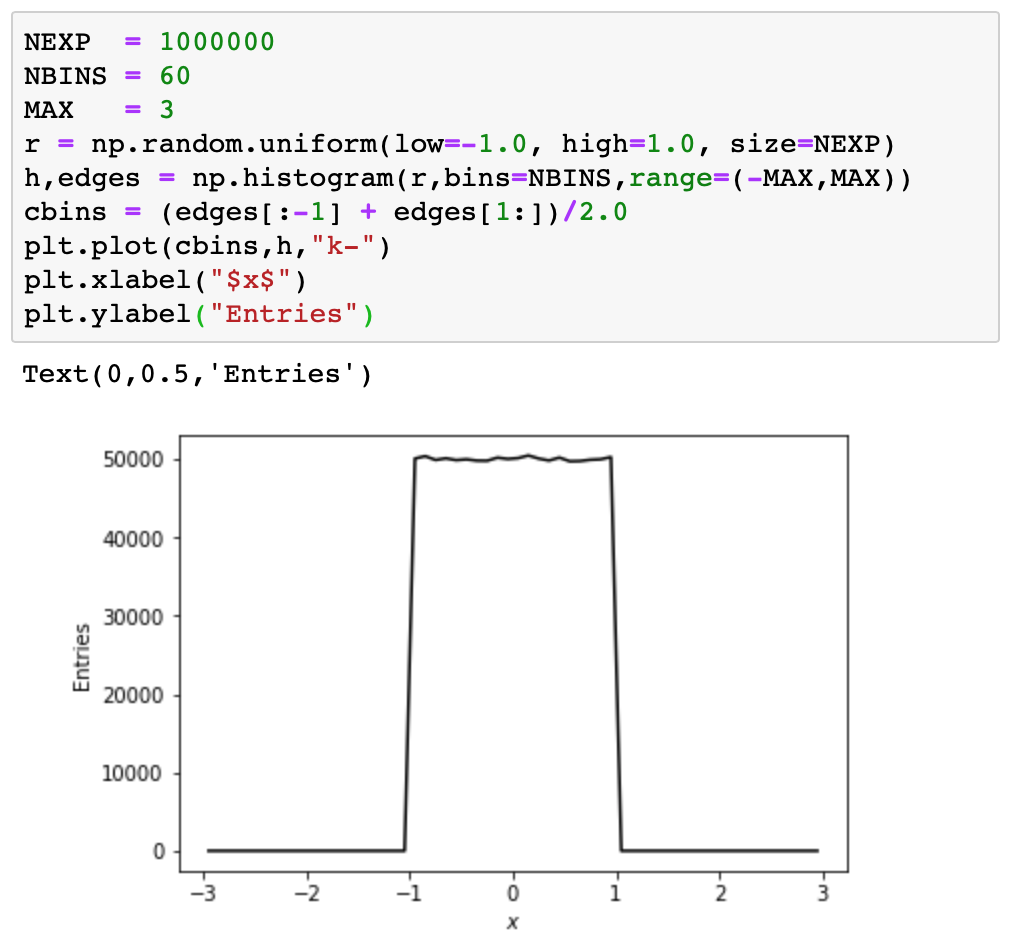 NEXP  = 1000000
NBINS = 60
MAX   = 3
r = np.random.uniform(low=-1.0, high=1.0, size=NEXP)
h,edges = np.histogram(r,bins=NBINS,range=(-MAX,MAX))
cbins = (edges[:-1] + edges[1:])/2.0
plt.plot(cbins,h,"k-")
plt.xlabel("$x$")
plt.ylabel("Entries")
Text(0,0.5,'Entries')
50000
40000
30000
20000
10000
0
Entries
−3 −2 −1 0 1 2 3
x